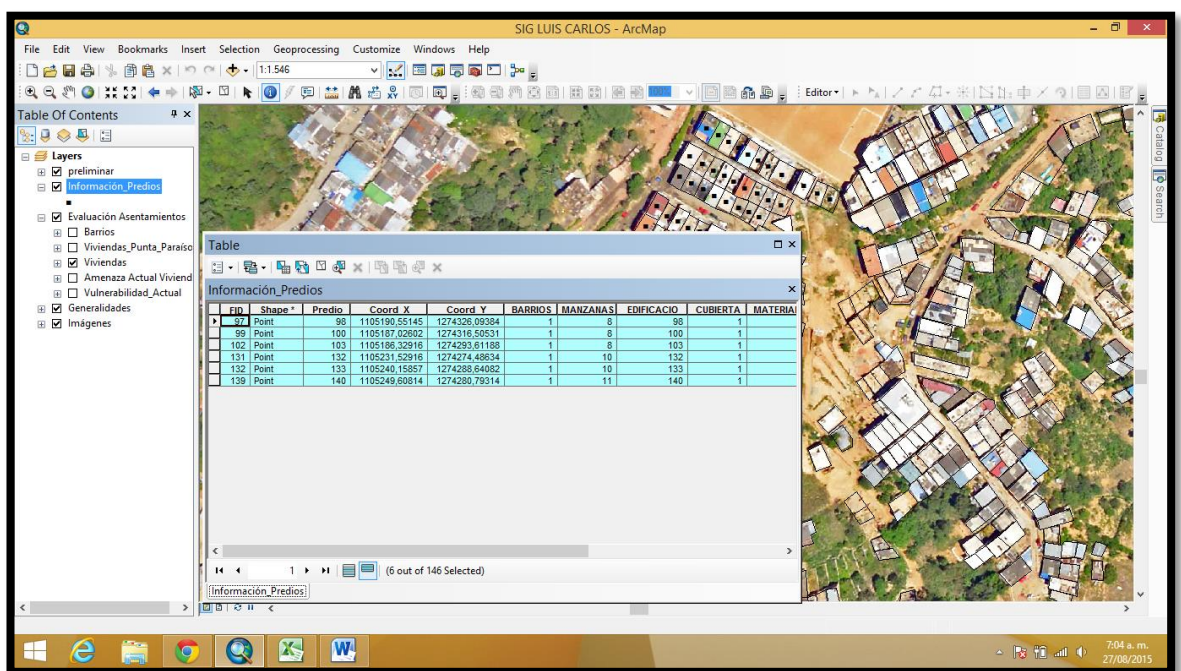 SIG LUIS CARLOS - ArcMap
File Edit View Bookmarks Insert Selection Geoprocessing Customize Windows Help
1:1.546
100%
Editor
Table Of Contents
Layers
preliminar
Información_Predios
Evaluación Asentamientos
Barrios
Viviendas_Punta_Paraíso
Viviendas
Amenaza Actual Viviend
Vulnerabilidad_Actual
Generalidades
Imágenes
Catalog
Search
Table
Información_Predios
FID Shape * Predio Coord_X Coord_Y BARRIOS MANZANAS EDIFICACIO CUBIERTA MATERIA
97 Point 98 1105190,55145 1274326,09384 1 8 98 1
99 Point 100 1105187,02602 1274316,50531 1 8 100 1
102 Point 103 1105186,32916 1274293,61188 1 8 103 1
131 Point 132 1105231,52916 1274274,48634 1 10 132 1
132 Point 133 1105240,15857 1274288,64082 1 10 133 1
139 Point 140 1105249,60814 1274280,79314 1 11 140 1
1 (6 out of 146 Selected)
Información_Predios
7:04 a. m.
27/08/2015